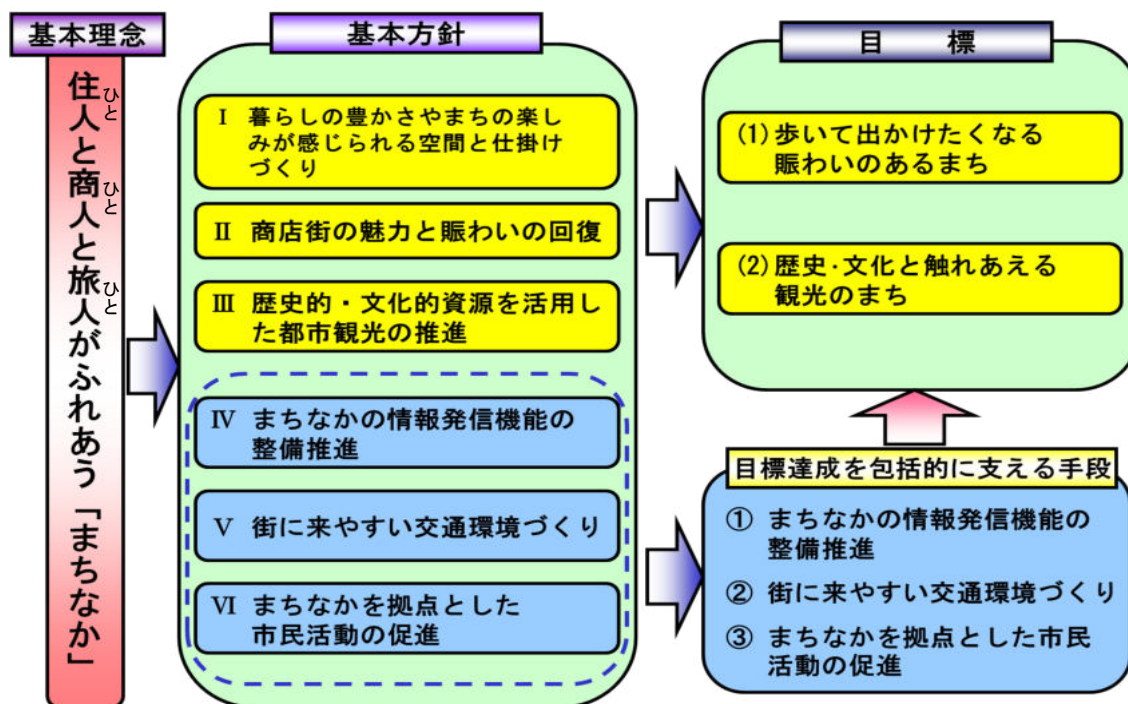 基本理念
住人と商人と旅人がふれあう「まちなか」
ひと
ひと
ひと
基本方針
Ⅰ 暮らしの豊かさやまちの楽し
みが感じられる空間と仕掛け
づくり
Ⅱ 商店街の魅力と賑わいの回復
Ⅲ 歴史的・文化的資源を活用し
た都市観光の推進
Ⅳ まちなかの情報発信機能の
整備推進
Ⅴ 街に来やすい交通環境づくり
Ⅵ まちなかを拠点とした
市民活動の促進
目 標
(1) 歩いて出かけたくなる
賑わいのあるまち
(2) 歴史・文化と触れあえる
観光のまち
目標達成を包括的に支える手段
① まちなかの情報発信機能の
整備推進
② 街に来やすい交通環境づくり
③ まちなかを拠点とした市民
活動の促進